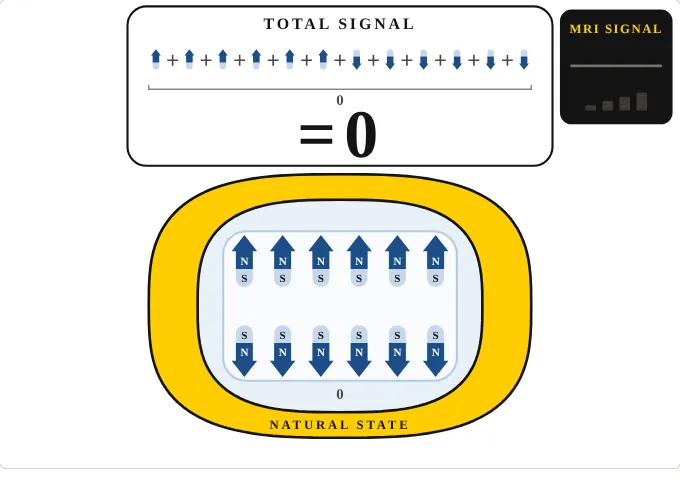 TOTAL SIGNAL
+ + + + + + + + + + +
0
= 0
MRI SIGNAL
N N N N N N
S S S S S S
S S S S S S
N N N N N N
0
NATURAL STATE